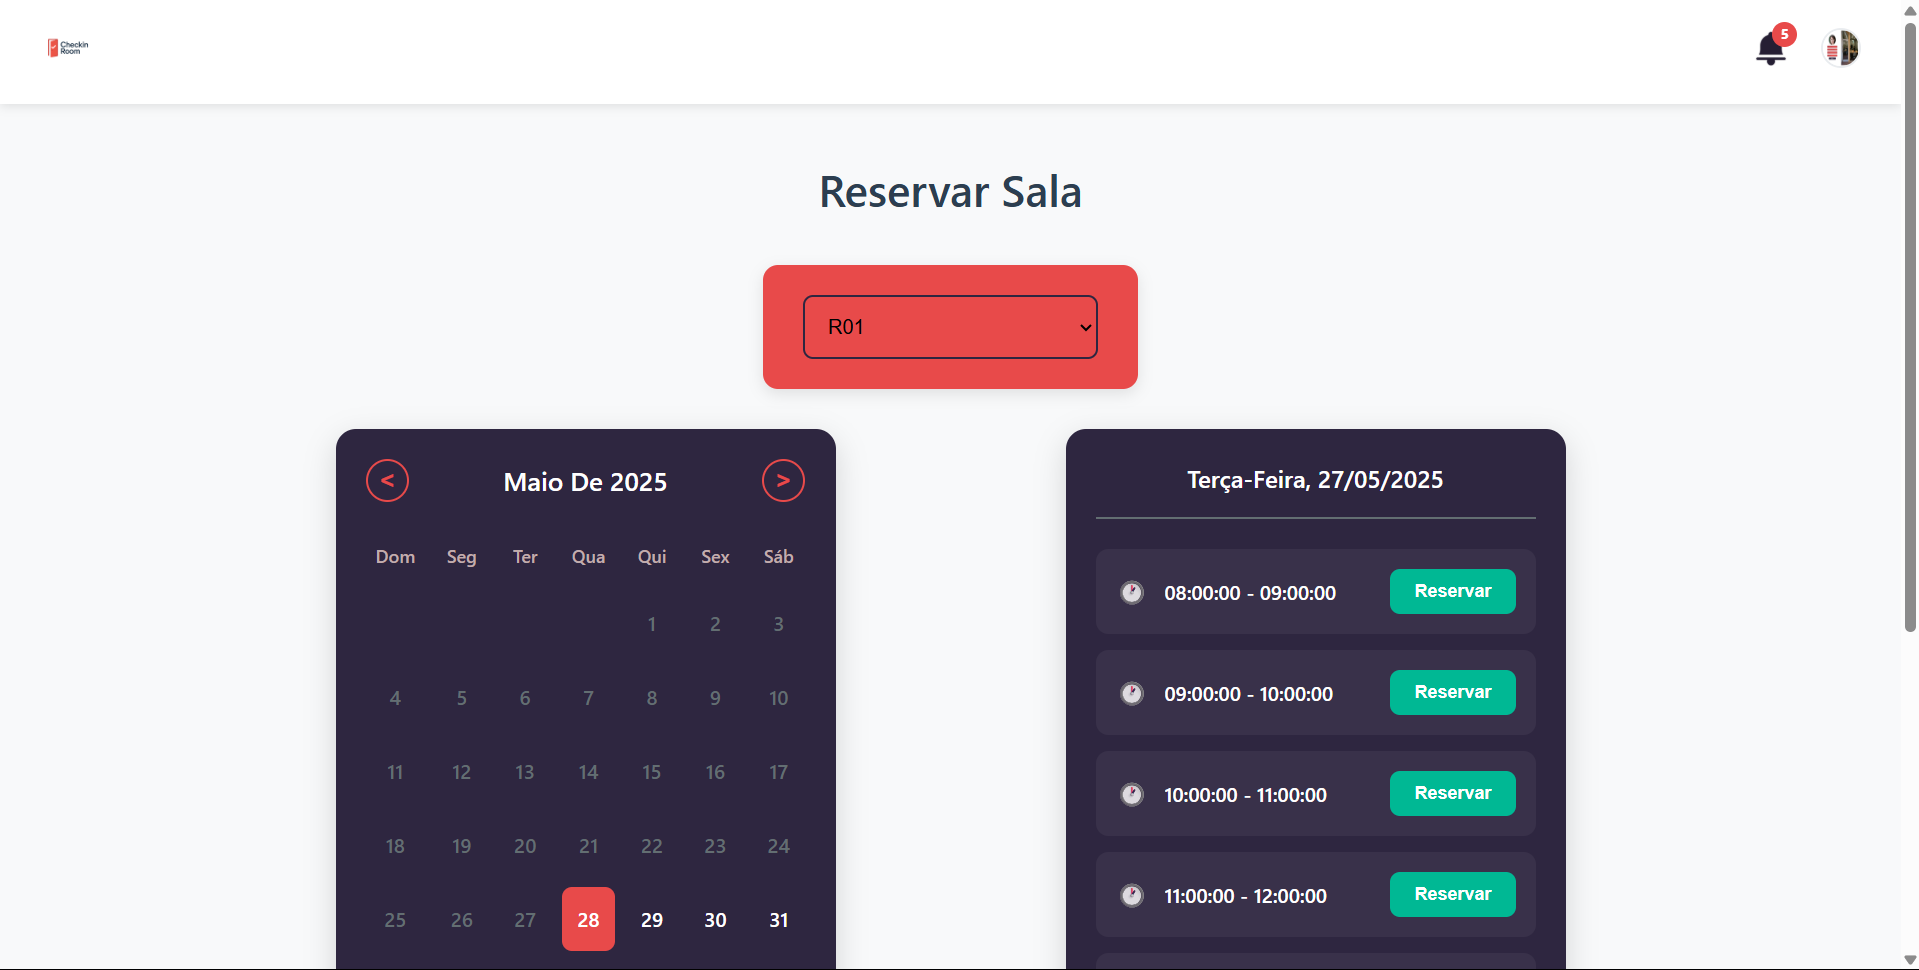 Checkin
Room
5
Reservar Sala
R01
< Maio De 2025 >
Dom Seg Ter Qua Qui Sex Sáb
1 2 3
4 5 6 7 8 9 10
11 12 13 14 15 16 17
18 19 20 21 22 23 24
25 26 27 28 29 30 31
Terça-Feira, 27/05/2025
08:00:00 - 09:00:00 Reservar
09:00:00 - 10:00:00 Reservar
10:00:00 - 11:00:00 Reservar
11:00:00 - 12:00:00 Reservar